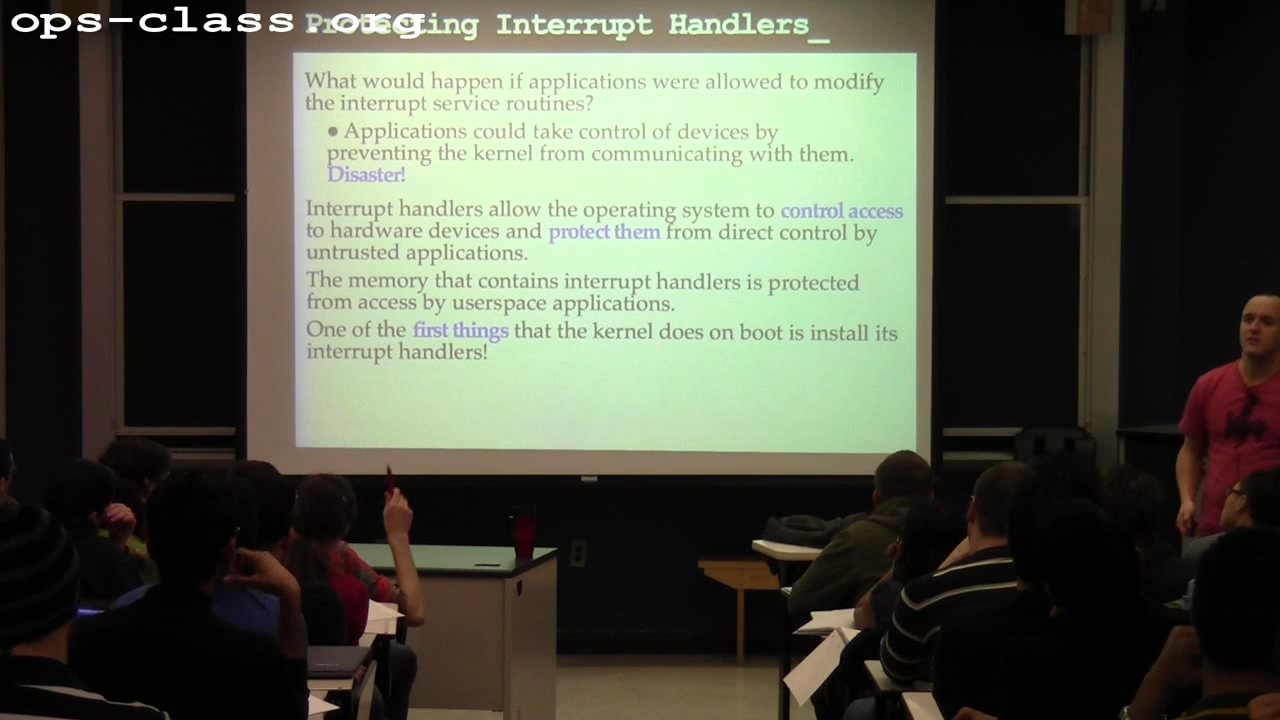 ops-class.org
Protecting Interrupt Handlers_
What would happen if applications were allowed to modify
the interrupt service routines?
● Applications could take control of devices by
preventing the kernel from communicating with them.
Disaster!
Interrupt handlers allow the operating system to control access
to hardware devices and protect them from direct control by
untrusted applications.
The memory that contains interrupt handlers is protected
from access by userspace applications.
One of the first things that the kernel does on boot is install its
interrupt handlers!